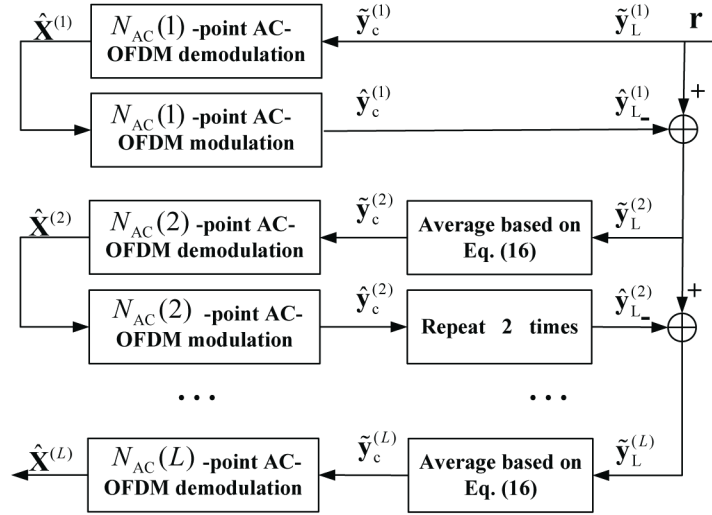 X̂⁽¹⁾ N_AC(1) -point AC-OFDM demodulation ỹ_c⁽¹⁾ ỹ_L⁽¹⁾ r
N_AC(1) -point AC-OFDM modulation ŷ_c⁽¹⁾ ŷ_L⁽¹⁾ - +
X̂⁽²⁾ N_AC(2) -point AC-OFDM demodulation ỹ_c⁽²⁾ Average based on Eq. (16) ỹ_L⁽²⁾
N_AC(2) -point AC-OFDM modulation ŷ_c⁽²⁾ Repeat 2 times ŷ_L⁽²⁾ - +
... ...
X̂⁽ᴸ⁾ N_AC(L) -point AC-OFDM demodulation ỹ_c⁽ᴸ⁾ Average based on Eq. (16) ỹ_L⁽ᴸ⁾